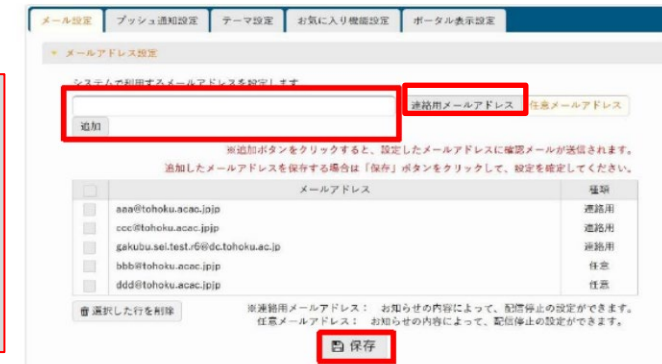 メール設定 プッシュ通知設定 テーマ設定 お気に入り機能設定 ポータル表示設定
メールアドレス設定
システムで利用するメールアドレスを設定します
連絡用メールアドレス 任意メールアドレス
追加
※追加ボタンをクリックすると、設定したメールアドレスに確認メールが送信されます。
追加したメールアドレスを保存する場合は「保存」ボタンをクリックして、設定を確定してください。
メールアドレス 種類
aaa@tohoku.acac.jpjp 連絡用
ccc@tohoku.acac.jpjp 連絡用
gakubu.sei.test.r6@dc.tohoku.ac.jp 連絡用
bbb@tohoku.acac.jpjp 任意
ddd@tohoku.acac.jpjp 任意
選択した行を削除
※連絡用メールアドレス： お知らせの内容によって、配信停止の設定ができます。
任意メールアドレス： お知らせの内容によって、配信停止の設定ができます。
保存